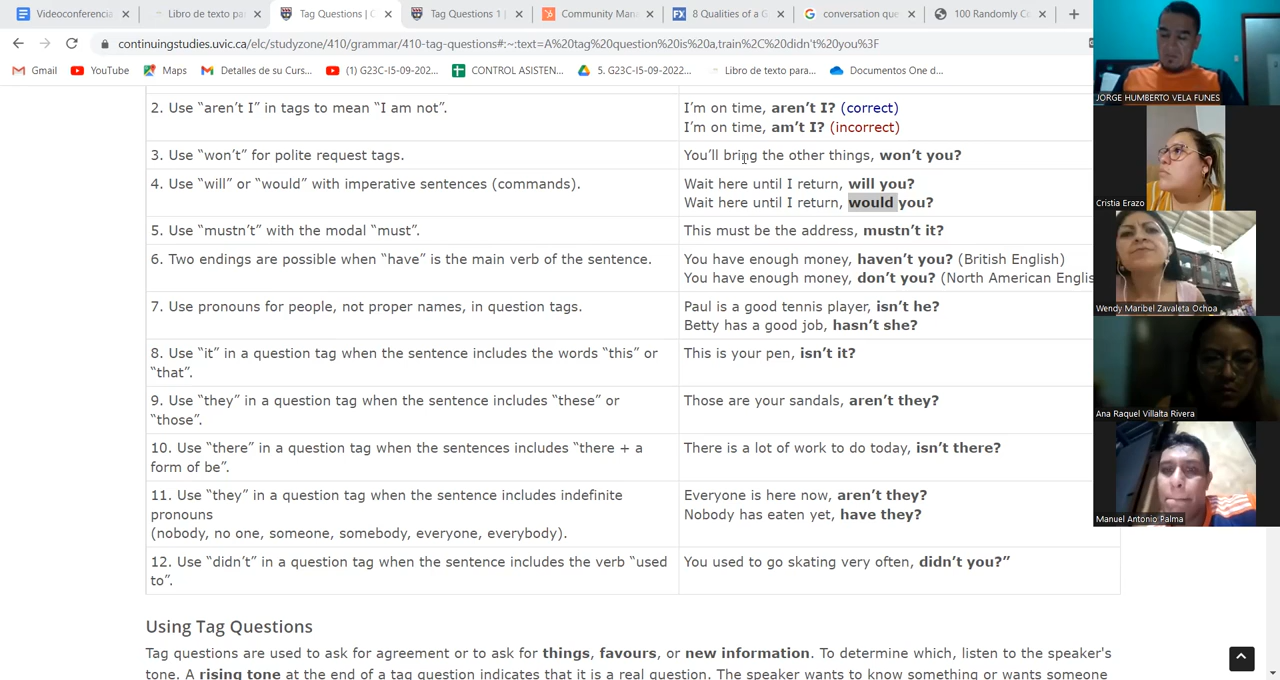 Videoconferencia
Libro de texto pa
Tag Questions | C
Tag Questions 1 |
Community Man
8 Qualities of a G
conversation que
100 Randomly Co
continuingstudies.uvic.ca/elc/studyzone/410/grammar/410-tag-questions#:~:text=A%20tag%20question%20is%20a,train%2C%20didn't%20you%3F
Gmail
YouTube
Maps
Detalles de su Curs...
(1) G23C-I5-09-202...
CONTROL ASISTEN...
5. G23C-I5-09-2022...
Libro de texto para...
Documentos One d...
JORGE HUMBERTO VELA FUNES
Cristia Erazo
Wendy Maribel Zavaleta Ochoa
Ana Raquel Villalta Rivera
Manuel Antonio Palma
2. Use “aren’t I” in tags to mean “I am not”.
I’m on time, aren’t I? (correct)
I’m on time, am’t I? (incorrect)
3. Use “won’t” for polite request tags.
You’ll bring the other things, won’t you?
4. Use “will” or “would” with imperative sentences (commands).
Wait here until I return, will you?
Wait here until I return, would you?
5. Use “mustn’t” with the modal “must”.
This must be the address, mustn’t it?
6. Two endings are possible when “have” is the main verb of the sentence.
You have enough money, haven’t you? (British English)
You have enough money, don’t you? (North American Englis
7. Use pronouns for people, not proper names, in question tags.
Paul is a good tennis player, isn’t he?
Betty has a good job, hasn’t she?
8. Use “it” in a question tag when the sentence includes the words “this” or
“that”.
This is your pen, isn’t it?
9. Use “they” in a question tag when the sentence includes “these” or
“those”.
Those are your sandals, aren’t they?
10. Use “there” in a question tag when the sentences includes “there + a
form of be”.
There is a lot of work to do today, isn’t there?
11. Use “they” in a question tag when the sentence includes indefinite
pronouns
(nobody, no one, someone, somebody, everyone, everybody).
Everyone is here now, aren’t they?
Nobody has eaten yet, have they?
12. Use “didn’t” in a question tag when the sentence includes the verb “used
to”.
You used to go skating very often, didn’t you?”
Using Tag Questions
Tag questions are used to ask for agreement or to ask for things, favours, or new information. To determine which, listen to the speaker's
tone. A rising tone at the end of a tag question indicates that it is a real question. The speaker wants to know something or wants someone